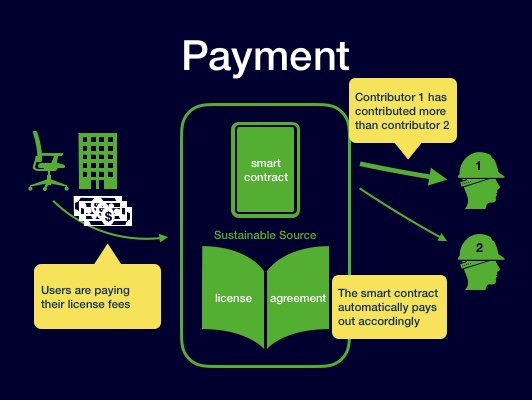 Payment
Contributor 1 has
contributed more
than contributor 2
smart
contract
1
$
Sustainable Source
2
Users are paying
their license fees
license
agreement
The smart contract
automatically pays
out accordingly